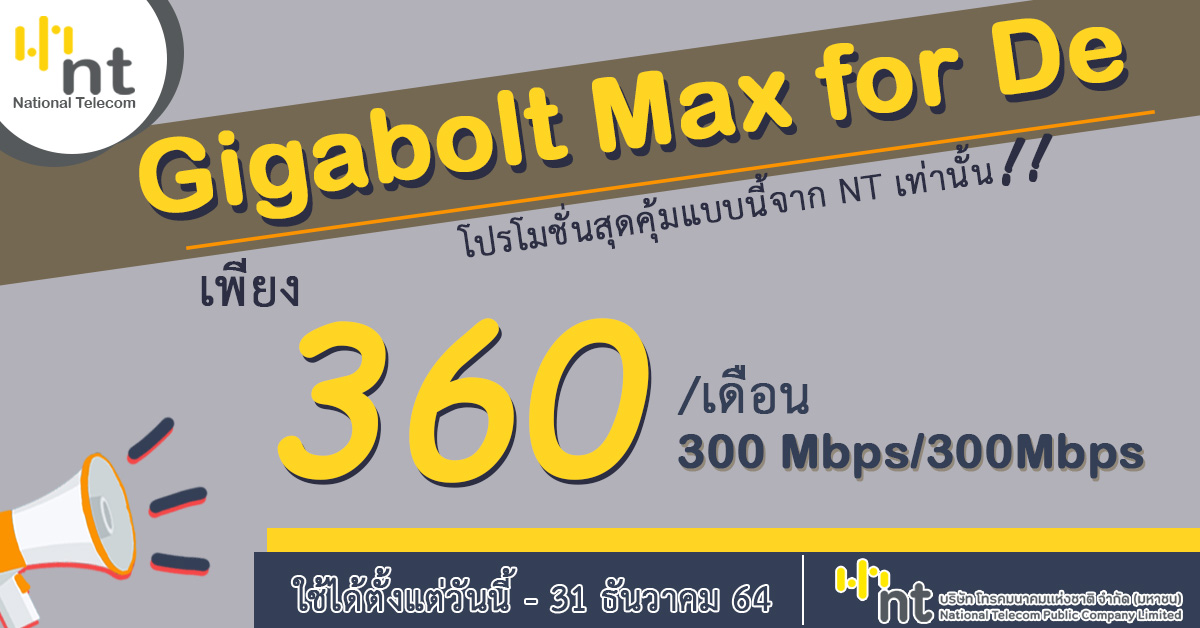 nt
National Telecom
Gigabolt Max for De
โปรโมชั่นสุดคุ้มแบบนี้จาก NT เท่านั้น!!
เพียง
360
/เดือน
300 Mbps/300Mbps
ใช้ได้ตั้งแต่วันนี้ - 31 ธันวาคม 64
nt
บริษัท โทรคมนาคมแห่งชาติ จำกัด (มหาชน)
National Telecom Public Company Limited